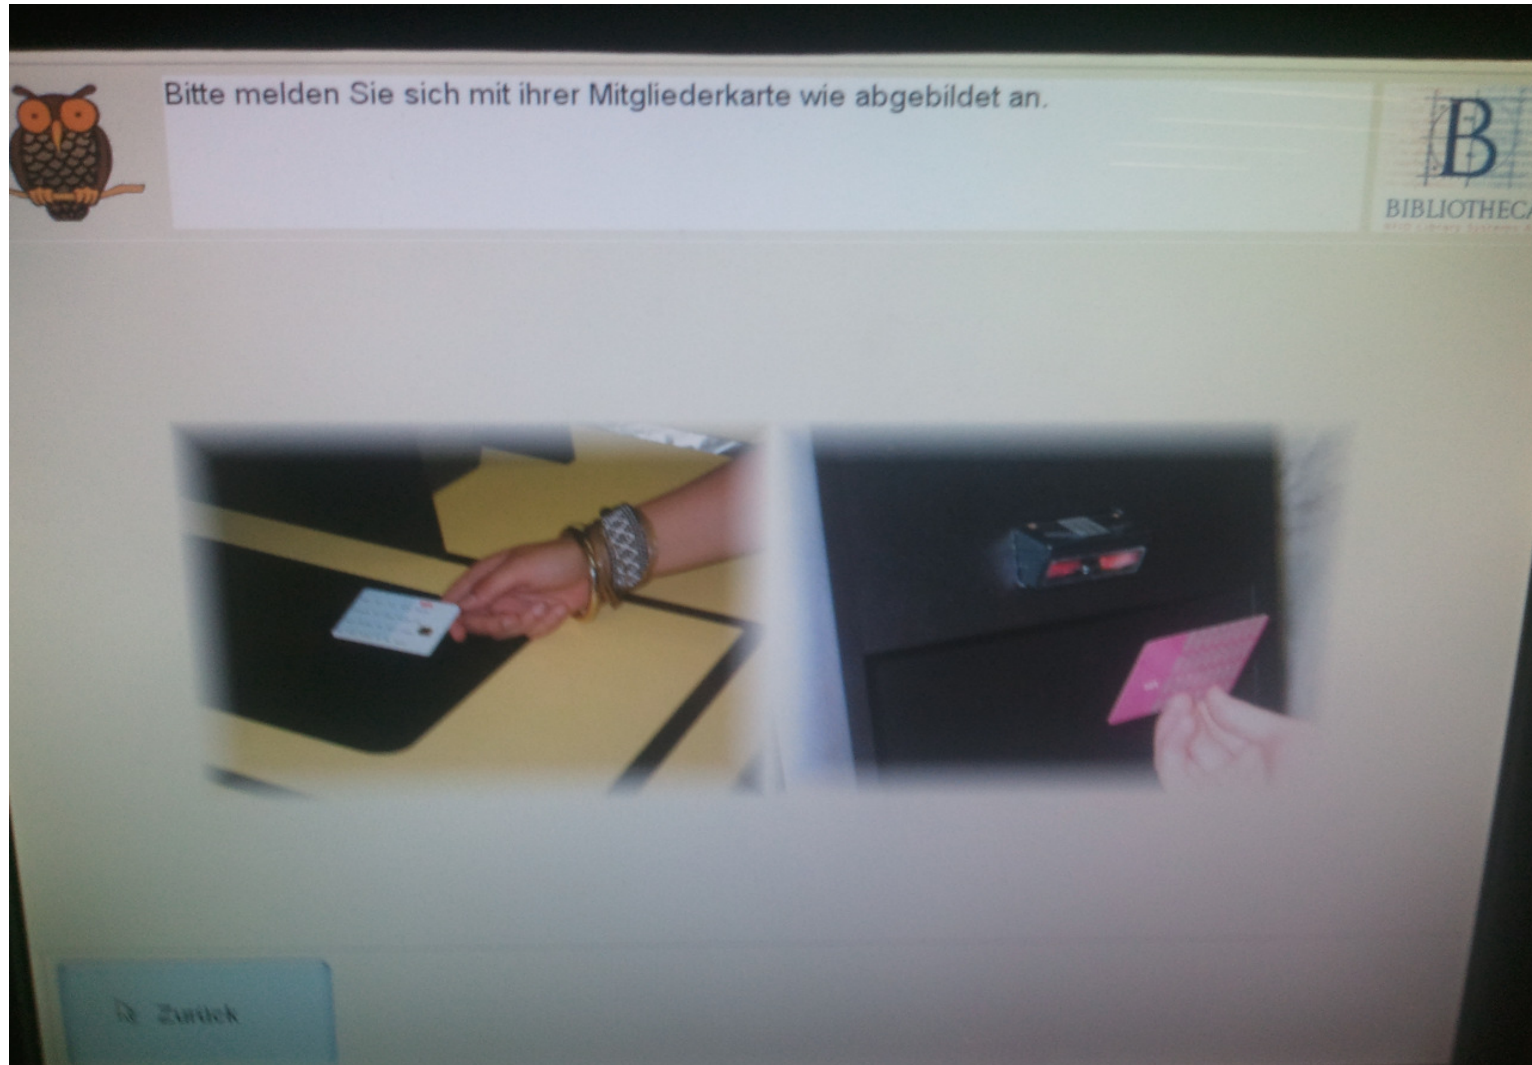 Bitte melden Sie sich mit ihrer Mitgliederkarte wie abgebildet an.
B
BIBLIOTHECA
Zurück